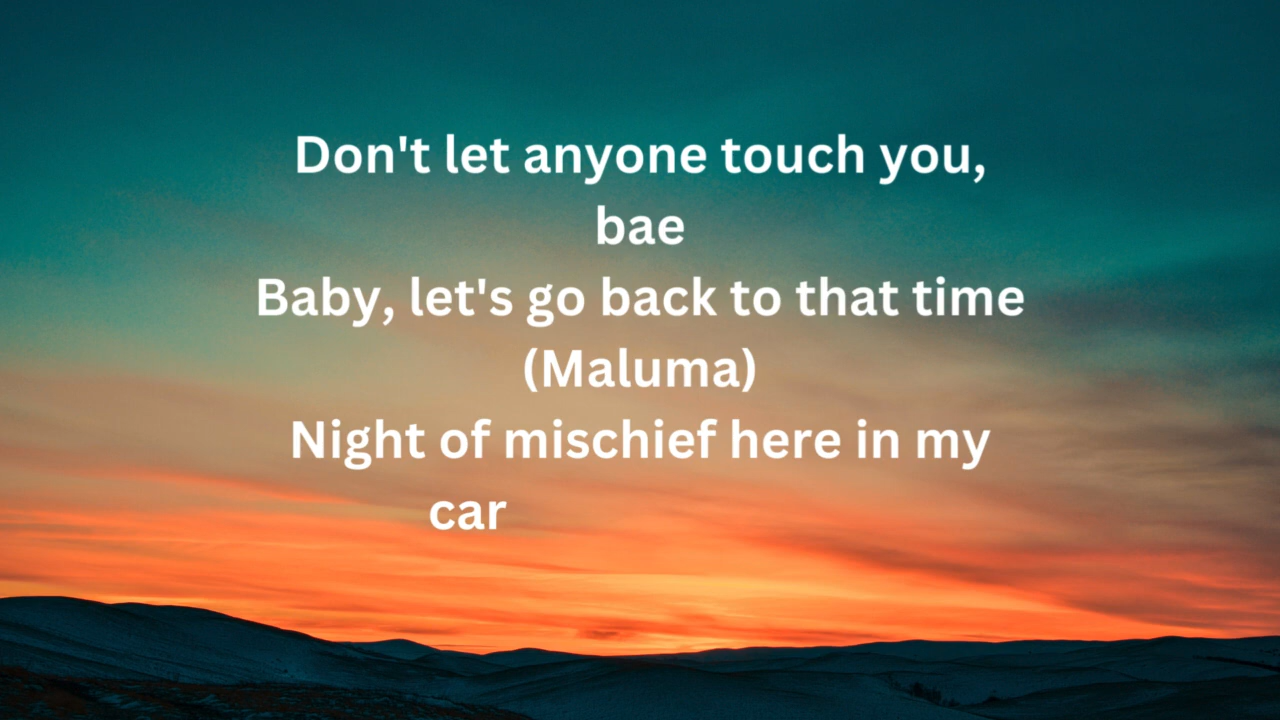 Don't let anyone touch you,
bae
Baby, let's go back to that time
(Maluma)
Night of mischief here in my
car